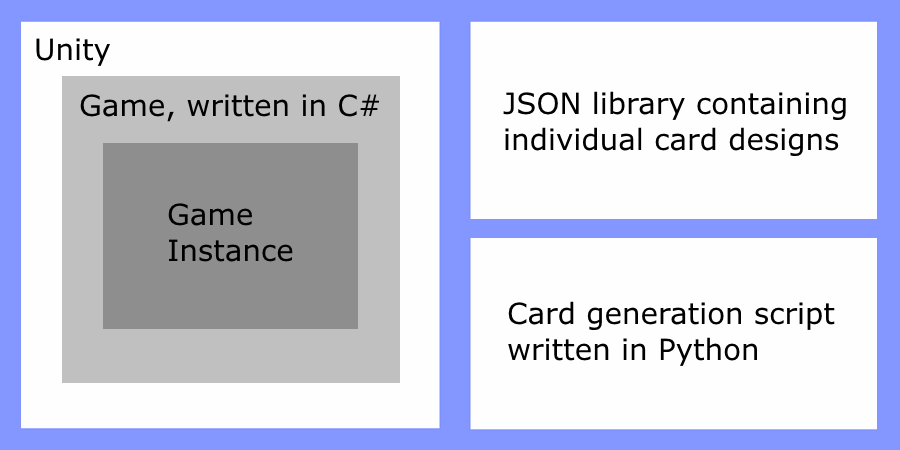 Unity
Game, written in C#
Game
Instance
JSON library containing
individual card designs
Card generation script
written in Python